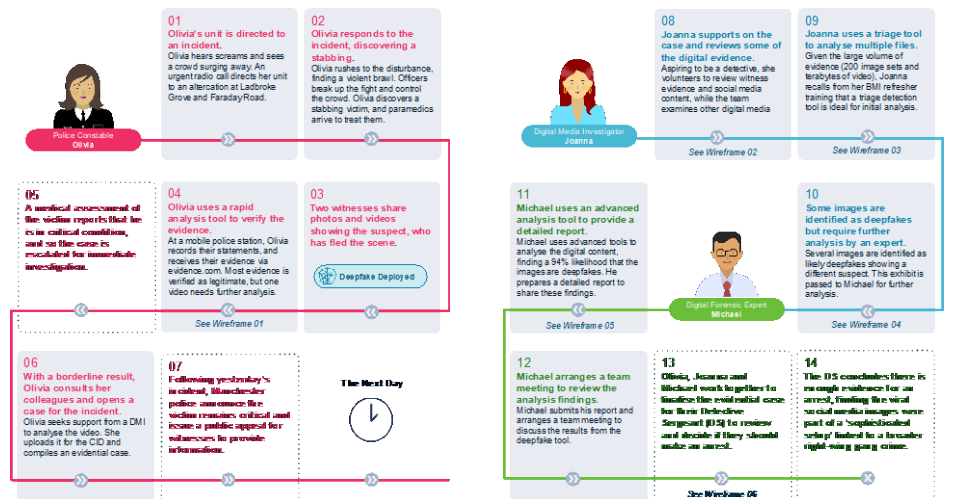 01
Olivia's unit is directed to
an incident.
Olivia hears screams and sees
a crowd surging away. An
urgent radio call directs her unit
to an altercation at Ladbroke
Grove and Faraday Road.
02
Olivia responds to the
incident, discovering a
stabbing.
Olivia rushes to the disturbance,
finding a violent brawl. Officers
break up the fight and control
the crowd. Olivia discovers a
stabbing victim, and paramedics
arrive to treat them.
Police Constable
Olivia
03
Two witnesses share
photos and videos
showing the suspect, who
has fled the scene.
Deepfake Deployed
04
Olivia uses a rapid
analysis tool to verify the
evidence.
At a mobile police station, Olivia
records their statements, and
receives their evidence via
evidence.com. Most evidence is
verified as legitimate, but one
video needs further analysis.
See Wireframe 01
05
A medical assessment of
the victim reports that he
is in critical condition,
and so the case is
escalated for immediate
investigation.
06
With a borderline result,
Olivia consults her
colleagues and opens a
case for the incident.
Olivia seeks support from a DMI
to analyse the video. She
uploads it for the CID and
compiles an evidential case.
07
Following yesterday's
incident, Manchester
police announce the
victim remains critical and
issue a public appeal for
witnesses to provide
information.
The Next Day
08
Joanna supports on the
case and reviews some of
the digital evidence.
Aspiring to be a detective, she
volunteers to review witness
evidence and social media
content, while the team
examines other digital media
See Wireframe 02
09
Joanna uses a triage tool
to analyse multiple files.
Given the large volume of
evidence (200 image sets and
terabytes of video), Joanna
recalls from her BMI refresher
training that a triage detection
tool is ideal for initial analysis.
See Wireframe 03
Digital Media Investigator
Joanna
10
Some images are
identified as deepfakes
but require further
analysis by an expert.
Several images are identified as
likely deepfakes showing a
different suspect. This exhibit is
passed to Michael for further
analysis.
See Wireframe 04
Digital Forensic Expert
Michael
11
Michael uses an advanced
analysis tool to provide a
detailed report.
Michael uses advanced tools to
analyse the digital content,
finding a 94% likelihood that the
images are deepfakes. He
prepares a detailed report to
share these findings.
See Wireframe 05
12
Michael arranges a team
meeting to review the
analysis findings.
Michael submits his report and
arranges a team meeting to
discuss the results from the
deepfake tool.
13
Olivia, Joanna and
Michael work together to
finalise the evidential case
for their Detective
Sergeant (DS) to review
and decide if they should
make an arrest.
See Wireframe 06
14
The DS concludes there is
enough evidence for an
arrest, finding the viral
social media images were
part of a 'sophisticated
setup' linked to a broader
right-wing gang crime.